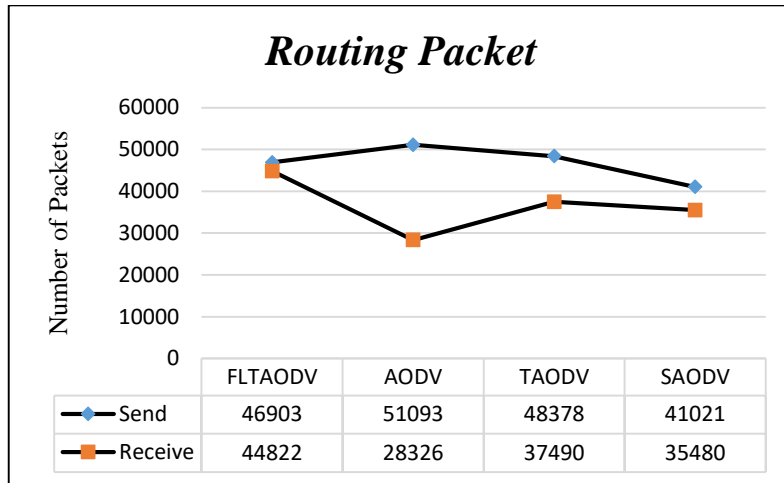 Routing Packet
Number of Packets
60000
50000
40000
30000
20000
10000
0
FLTAODV AODV TAODV SAODV
Send 46903 51093 48378 41021
Receive 44822 28326 37490 35480